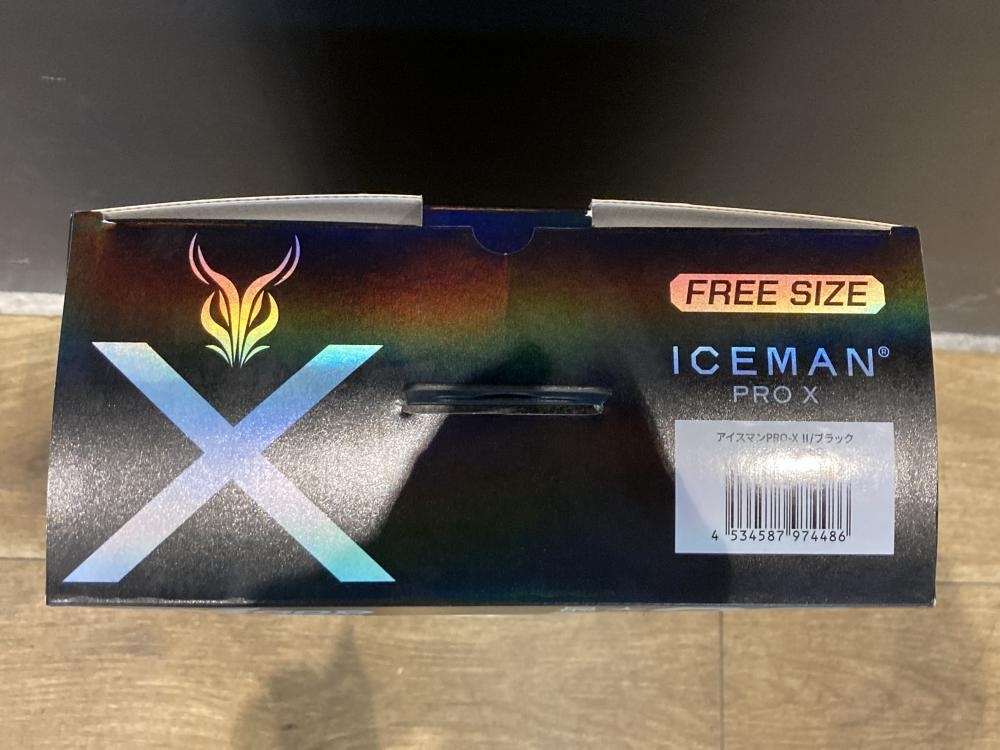 X
FREE SIZE
ICEMAN®
PRO X
アイスマンPRO-X II/ブラック
4 534587 974486